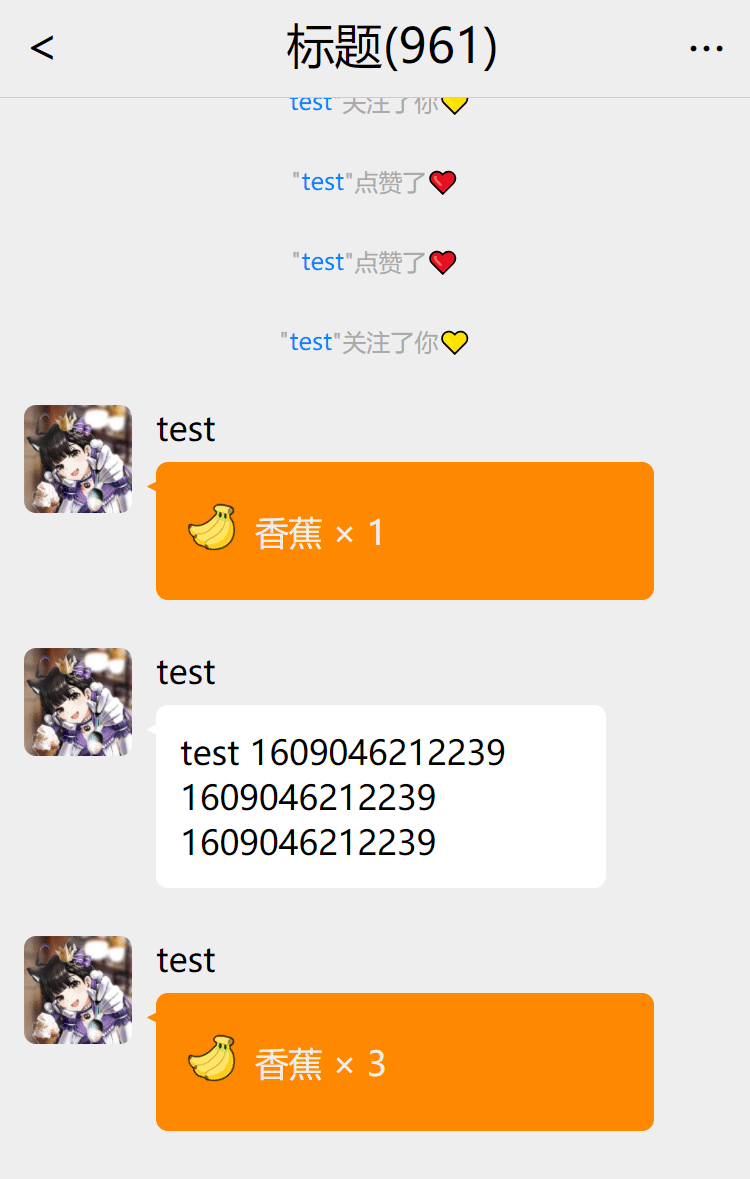 <
标题(961)
...
"test"关注了你
"test"点赞了
"test"点赞了
"test"关注了你
test
香蕉 × 1
test
test 1609046212239
1609046212239
1609046212239
test
香蕉 × 3